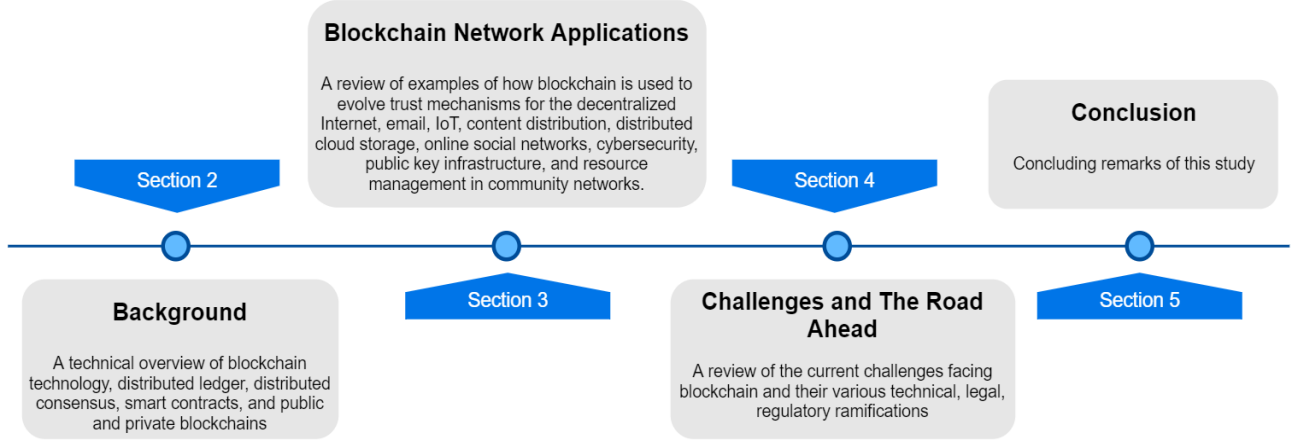 Section 2
Background
A technical overview of blockchain
technology, distributed ledger, distributed
consensus, smart contracts, and public
and private blockchains
Blockchain Network Applications
A review of examples of how blockchain is used to
evolve trust mechanisms for the decentralized
Internet, email, IoT, content distribution, distributed
cloud storage, online social networks, cybersecurity,
public key infrastructure, and resource
management in community networks.
Section 3
Section 4
Challenges and The Road
Ahead
A review of the current challenges facing
blockchain and their various technical, legal,
regulatory ramifications
Conclusion
Concluding remarks of this study
Section 5